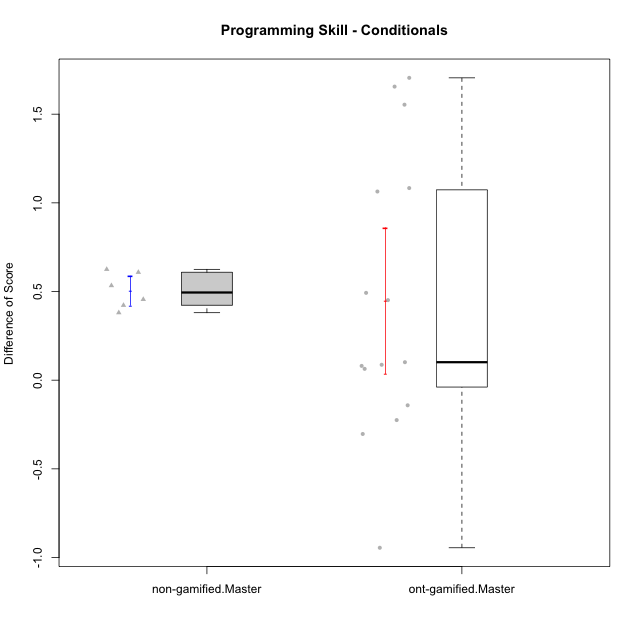 Programming Skill - Conditionals
Difference of Score
1.5
1.0
0.5
0.0
-0.5
-1.0
non-gamified.Master
ont-gamified.Master